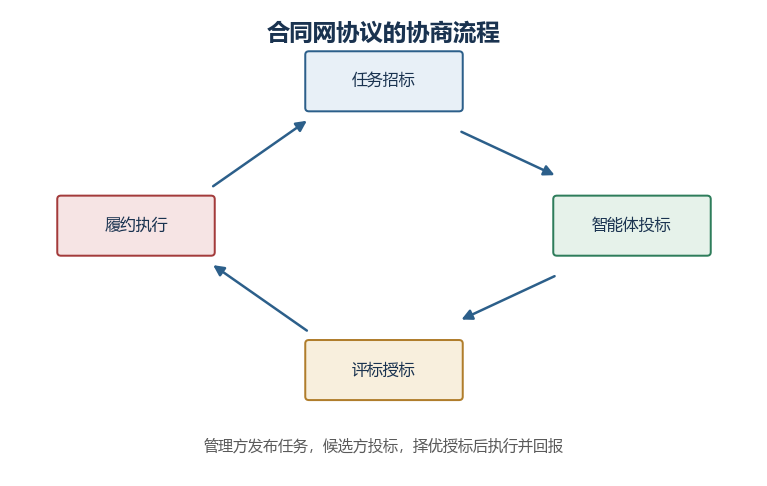 合同网协议的协商流程
任务招标
履约执行
智能体投标
评标授标
管理方发布任务，候选方投标，择优授标后执行并回报